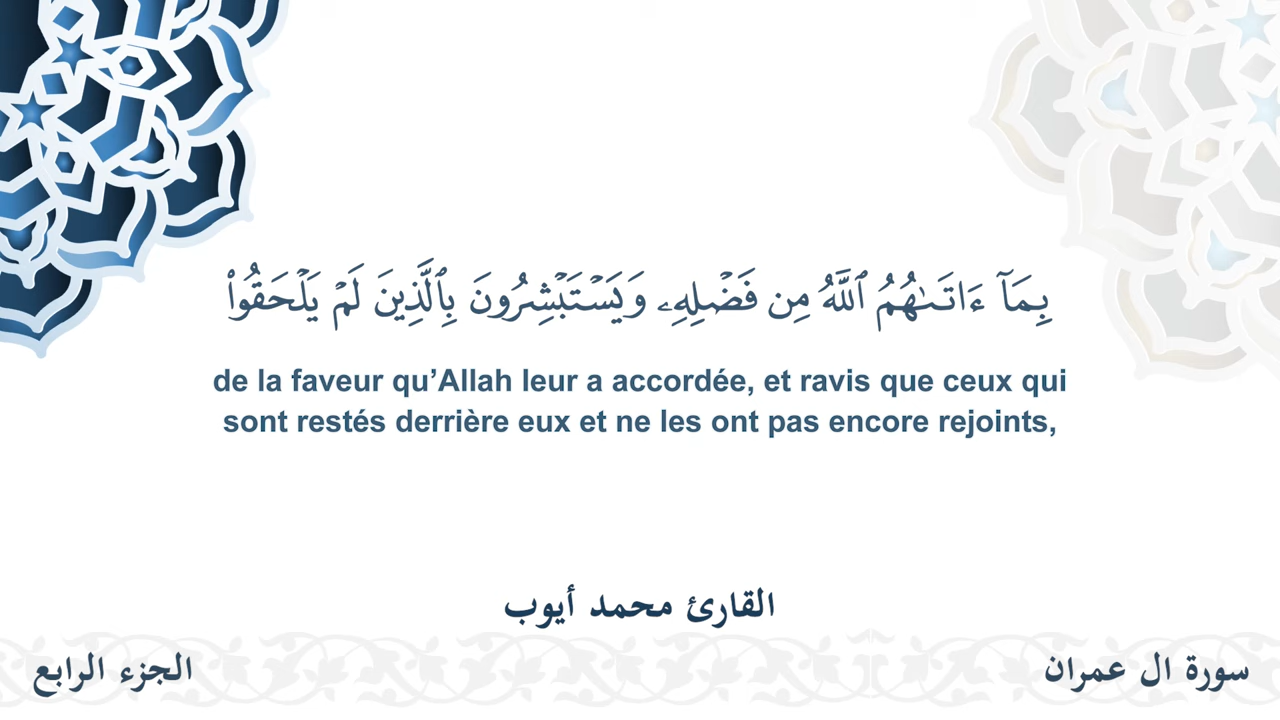 بِمَآ ءَاتَىٰهُمُ ٱللَّهُ مِن فَضۡلِهِۦ وَيَسۡتَبۡشِرُونَ بِٱلَّذِينَ لَمۡ يَلۡحَقُواْ
de la faveur qu’Allah leur a accordée, et ravis que ceux qui
sont restés derrière eux et ne les ont pas encore rejoints,
القارئ محمد أيوب
سورة ال عمران
الجزء الرابع